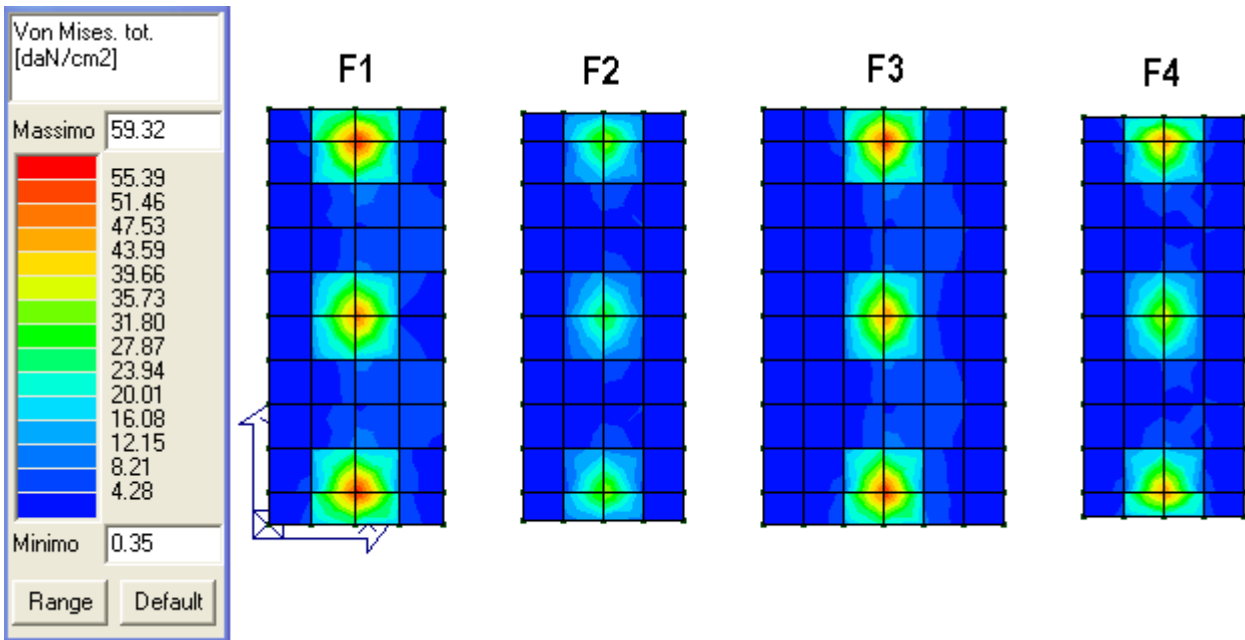 Von Mises. tot.
[daN/cm2]
Massimo 59.32
55.39
51.46
47.53
43.59
39.66
35.73
31.80
27.87
23.94
20.01
16.08
12.15
8.21
4.28
Minimo 0.35
Range Default
F1 F2 F3 F4